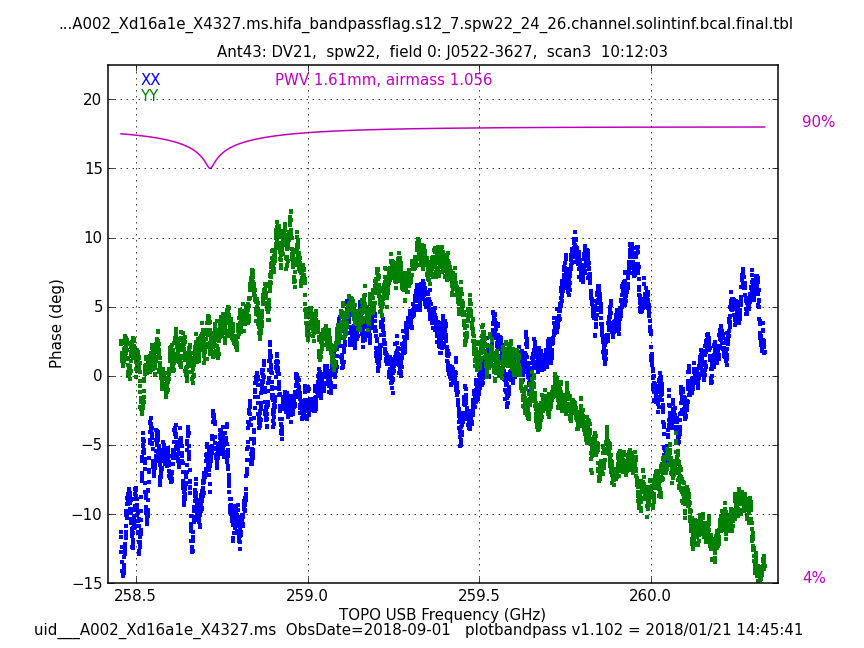 ...A002_Xd16a1e_X4327.ms.hifa_bandpassflag.s12_7.spw22_24_26.channel.solintinf.bcal.final.tbl
Ant43: DV21, spw22, field 0: J0522-3627, scan3 10:12:03
XX
PWV 1.61mm, airmass 1.056
YY
20
90%
15
10
5
0
−5
−10
−15
4%
Phase (deg)
258.5 259.0 259.5 260.0
TOPO USB Frequency (GHz)
uid___A002_Xd16a1e_X4327.ms ObsDate=2018-09-01 plotbandpass v1.102 = 2018/01/21 14:45:41